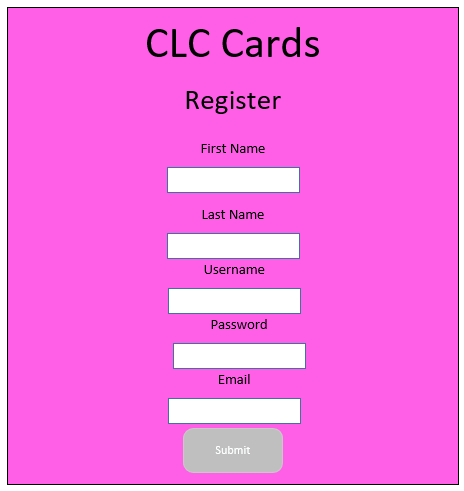 CLC Cards
Register
First Name
Last Name
Username
Password
Email
Submit